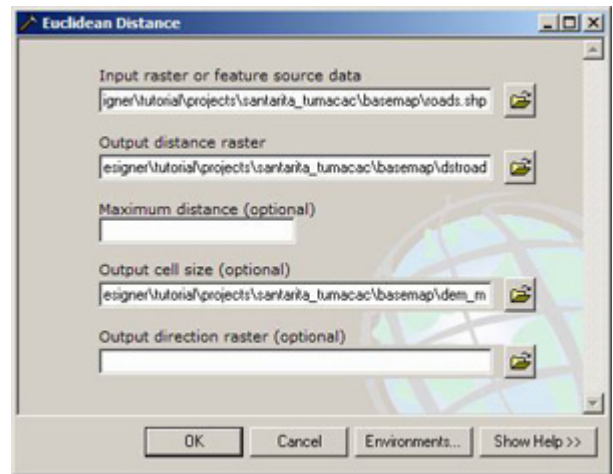 Euclidean Distance
Input raster or feature source data
igner\tutorial\projects\santarita_tumacac\basemap\roads.shp
Output distance raster
esigner\tutorial\projects\santarita_tumacac\basemap\dstroad
Maximum distance (optional)
Output cell size (optional)
esigner\tutorial\projects\santarita_tumacac\basemap\dem_m
Output direction raster (optional)
OK Cancel Environments... Show Help >>